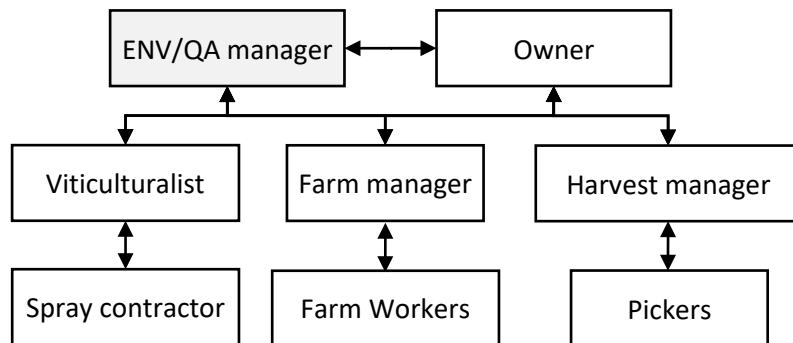 ENV/QA manager
Owner
Viticulturalist
Farm manager
Harvest manager
Spray contractor
Farm Workers
Pickers